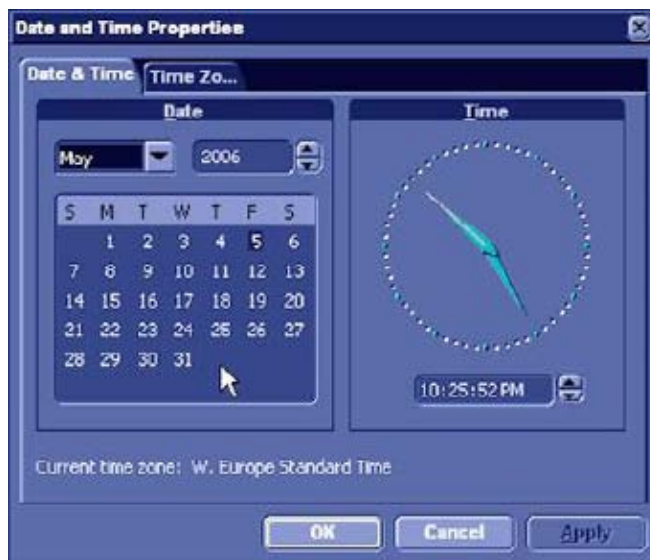 Date and Time Properties
Date & Time
Time Zo...
Date
May
2006
S M T W T F S
1 2 3 4 5 6
7 8 9 10 11 12 13
14 15 16 17 18 19 20
21 22 23 24 25 26 27
28 29 30 31
Time
10:25:52 PM
Current time zone: W. Europe Standard Time
OK
Cancel
Apply